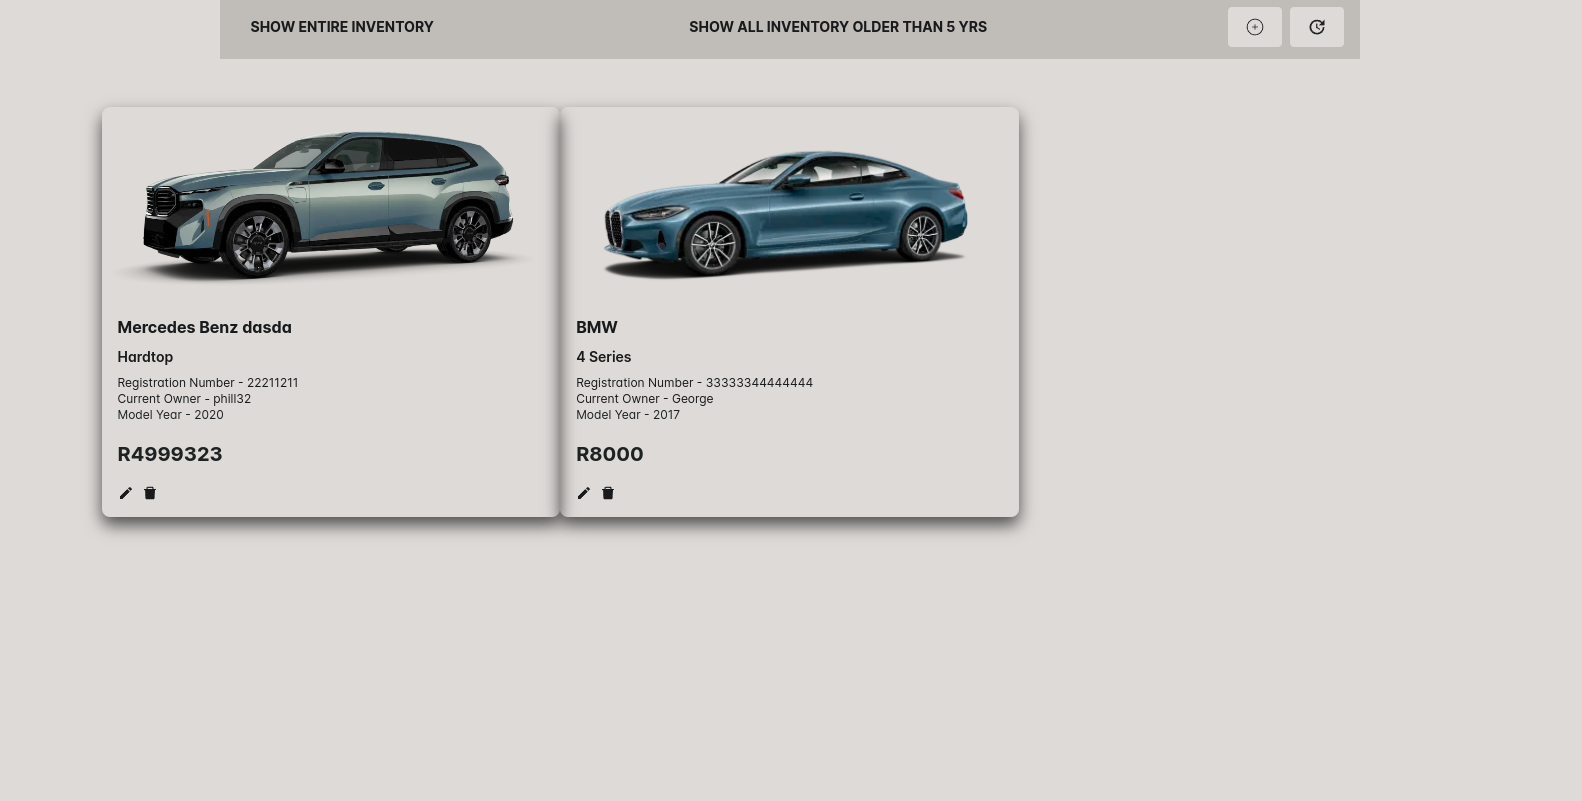 SHOW ENTIRE INVENTORY
SHOW ALL INVENTORY OLDER THAN 5 YRS
Mercedes Benz dasda
Hardtop
Registration Number - 22211211
Current Owner - phill32
Model Year - 2020
R4999323
BMW
4 Series
Registration Number - 33333344444444
Current Owner - George
Model Year - 2017
R8000